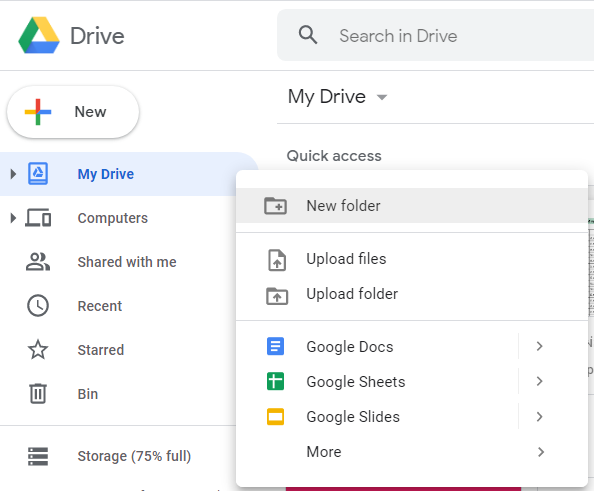 Drive
Search in Drive
New
My Drive
Quick access
My Drive
Computers
Shared with me
Recent
Starred
Bin
Storage (75% full)
New folder
Upload files
Upload folder
Google Docs
Google Sheets
Google Slides
More